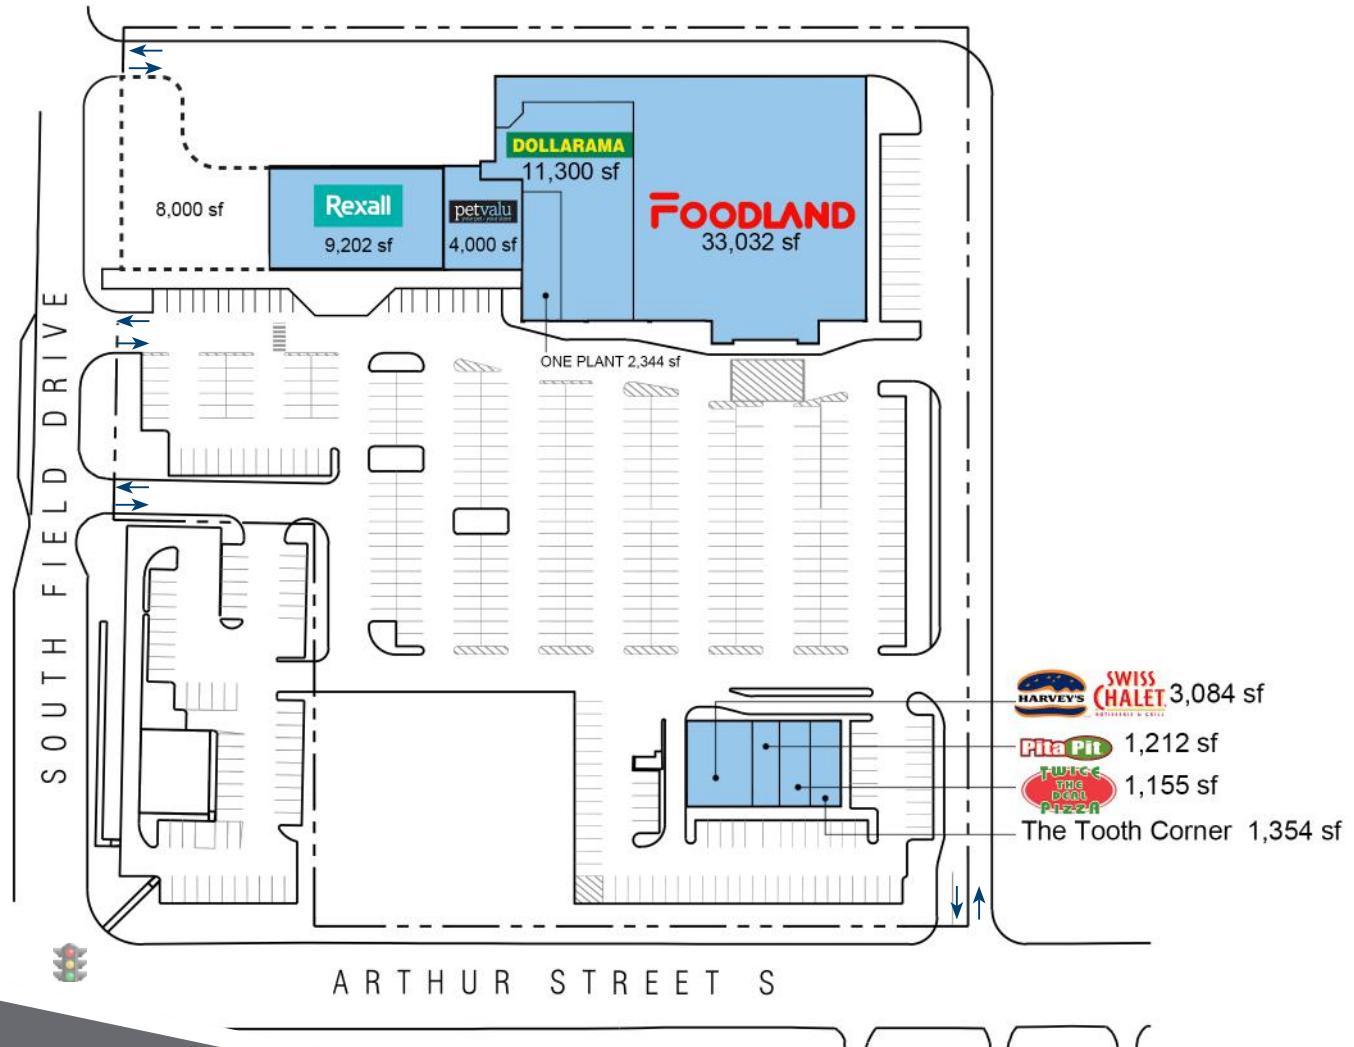 DOLLARAMA
11,300 sf
FOODLAND
33,032 sf
8,000 sf
Rexall
9,202 sf
petvalu
4,000 sf
ONE PLANT 2,344 sf
SOUTH FIELD DRIVE
HARVEY'S SWISS CHALET 3,084 sf
ROTISSERIE & GRILL
Pita Pit 1,212 sf
TWICE
THE
DEAL
PIZZA
1,155 sf
The Tooth Corner 1,354 sf
ARTHUR STREET S